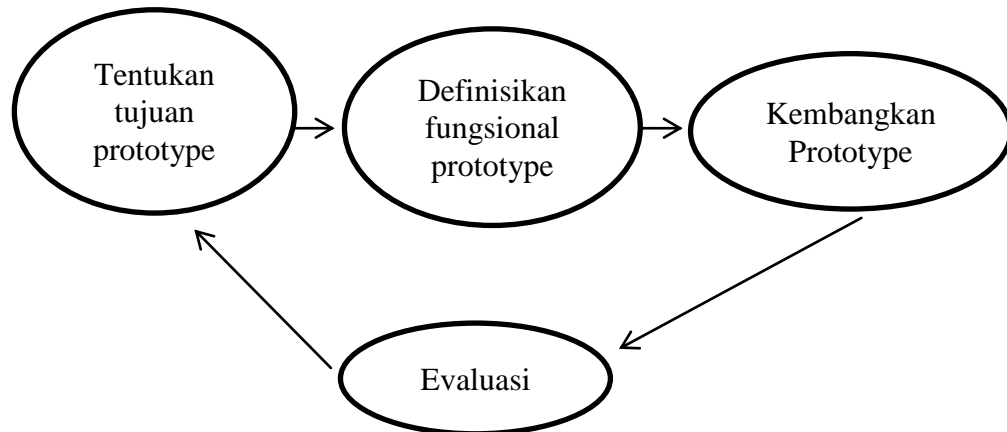 Tentukan
tujuan
prototype
Definisikan
fungsional
prototype
Kembangkan
Prototype
Evaluasi